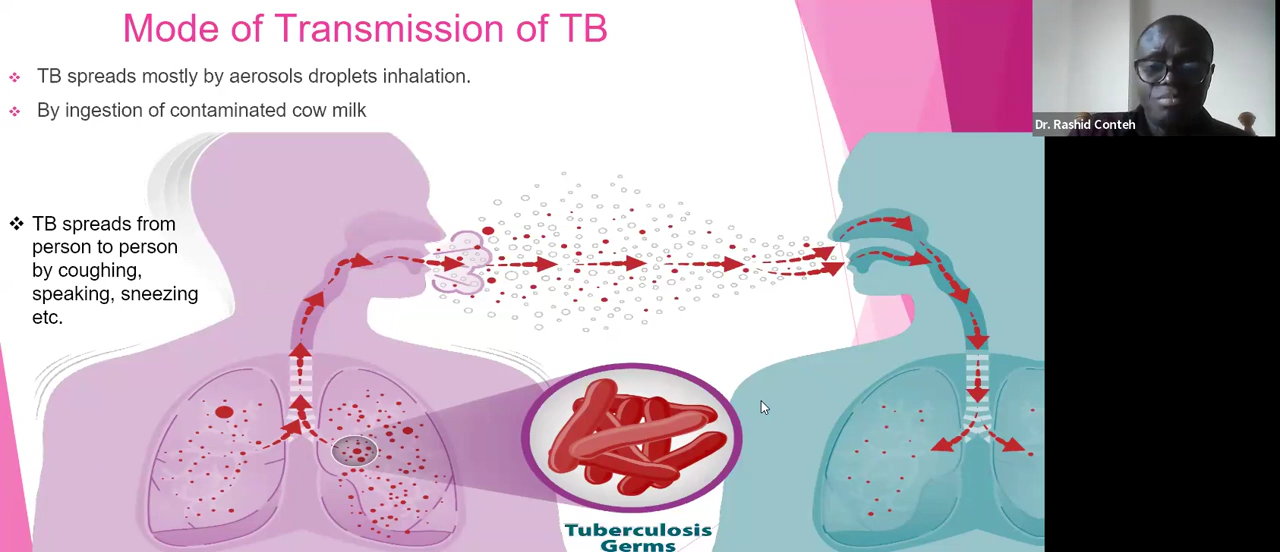 Mode of Transmission of TB
TB spreads mostly by aerosols droplets inhalation.
By ingestion of contaminated cow milk
Dr. Rashid Conteh
TB spreads from
person to person
by coughing,
speaking, sneezing
etc.
Tuberculosis
Germs